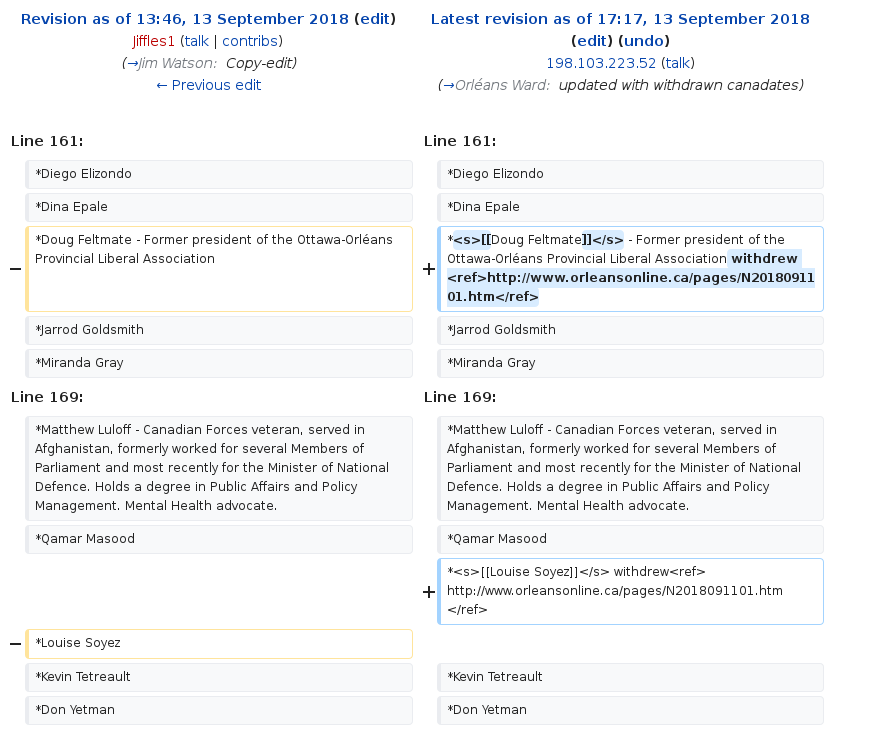 Revision as of 13:46, 13 September 2018 (edit)
Jiffles1 (talk | contribs)
(→Jim Watson: Copy-edit)
← Previous edit
Latest revision as of 17:17, 13 September 2018
(edit) (undo)
198.103.223.52 (talk)
(→Orléans Ward: updated with withdrawn canadates)
Line 161:
Line 161:
*Diego Elizondo
*Diego Elizondo
*Dina Epale
*Dina Epale
− *Doug Feltmate - Former president of the Ottawa-Orléans
Provincial Liberal Association
+ *<s>[[Doug Feltmate]]</s> - Former president of the
Ottawa-Orléans Provincial Liberal Association withdrew
<ref>http://www.orleansonline.ca/pages/N20180911
01.htm</ref>
*Jarrod Goldsmith
*Jarrod Goldsmith
*Miranda Gray
*Miranda Gray
Line 169:
Line 169:
*Matthew Luloff - Canadian Forces veteran, served in
Afghanistan, formerly worked for several Members of
Parliament and most recently for the Minister of National
Defence. Holds a degree in Public Affairs and Policy
Management. Mental Health advocate.
*Matthew Luloff - Canadian Forces veteran, served in
Afghanistan, formerly worked for several Members of
Parliament and most recently for the Minister of National
Defence. Holds a degree in Public Affairs and Policy
Management. Mental Health advocate.
*Qamar Masood
*Qamar Masood
+ *<s>[[Louise Soyez]]</s> withdrew<ref>
http://www.orleansonline.ca/pages/N2018091101.htm
</ref>
− *Louise Soyez
*Kevin Tetreault
*Kevin Tetreault
*Don Yetman
*Don Yetman